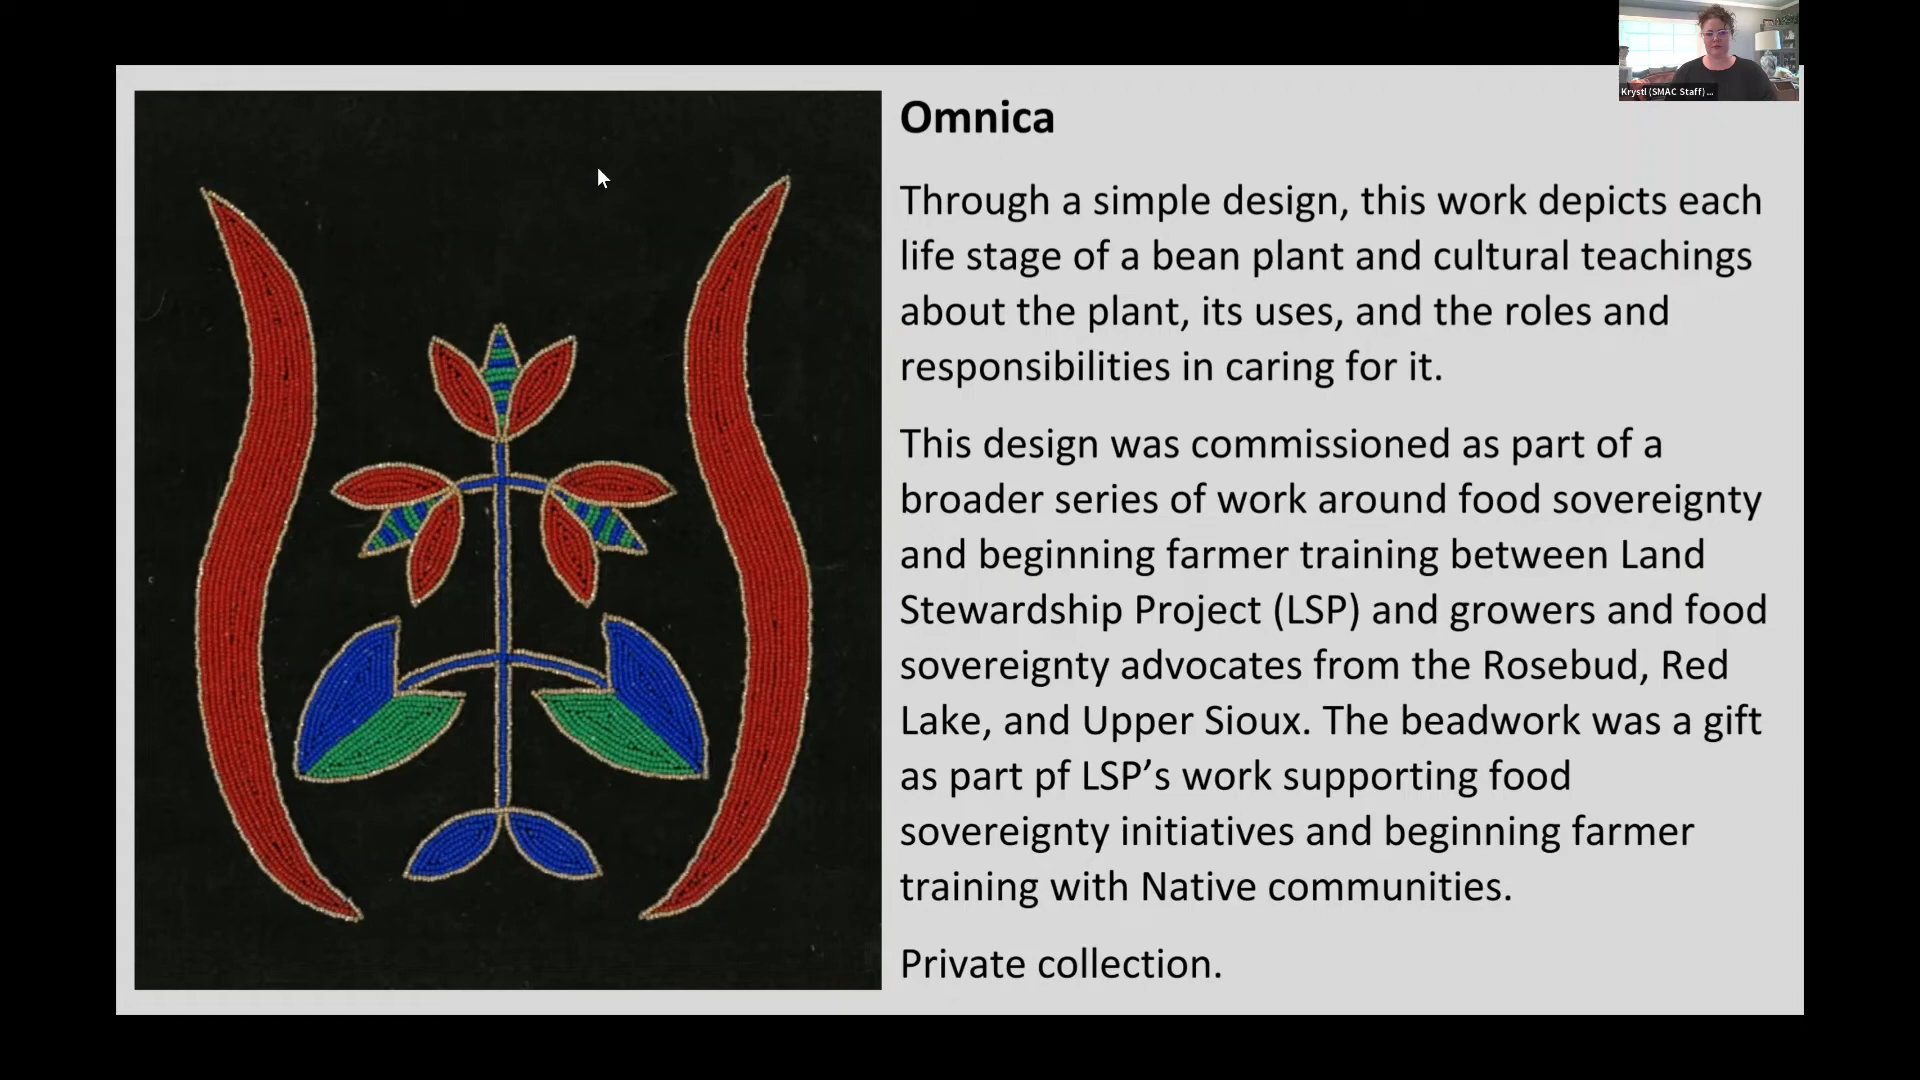 Krystl (SMAC Staff) ...
Omnica
Through a simple design, this work depicts each
life stage of a bean plant and cultural teachings
about the plant, its uses, and the roles and
responsibilities in caring for it.
This design was commissioned as part of a
broader series of work around food sovereignty
and beginning farmer training between Land
Stewardship Project (LSP) and growers and food
sovereignty advocates from the Rosebud, Red
Lake, and Upper Sioux. The beadwork was a gift
as part pf LSP’s work supporting food
sovereignty initiatives and beginning farmer
training with Native communities.
Private collection.